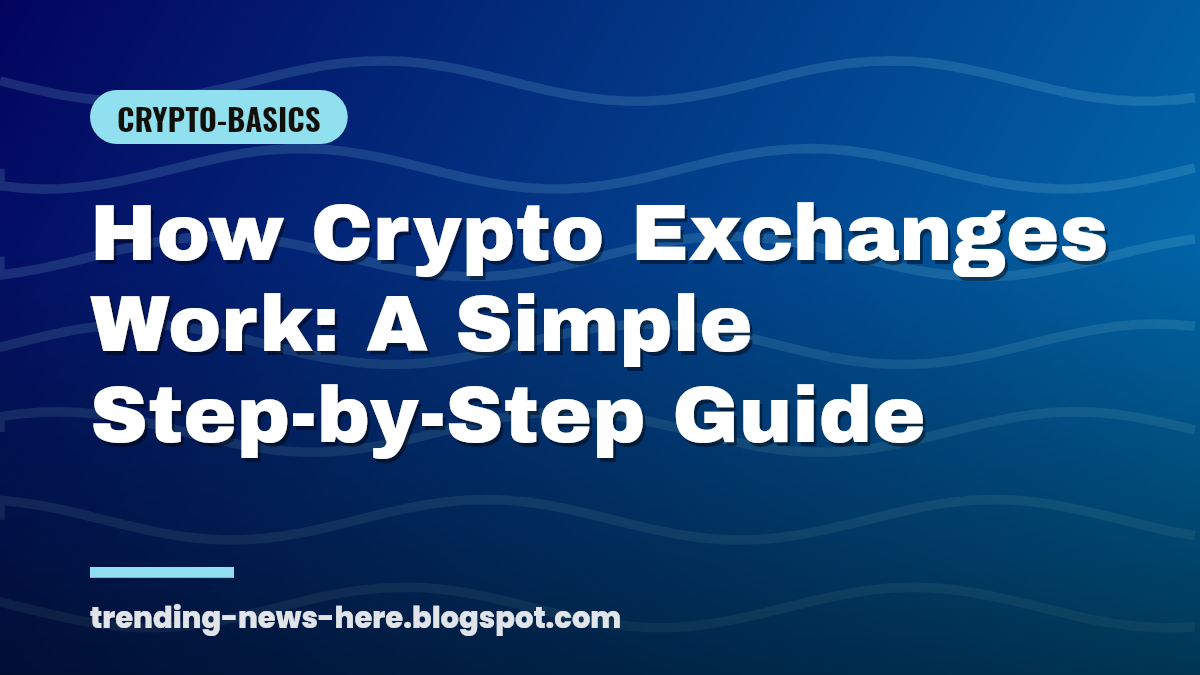 CRYPTO-BASICS
How Crypto Exchanges
Work: A Simple
Step-by-Step Guide
trending-news-here.blogspot.com